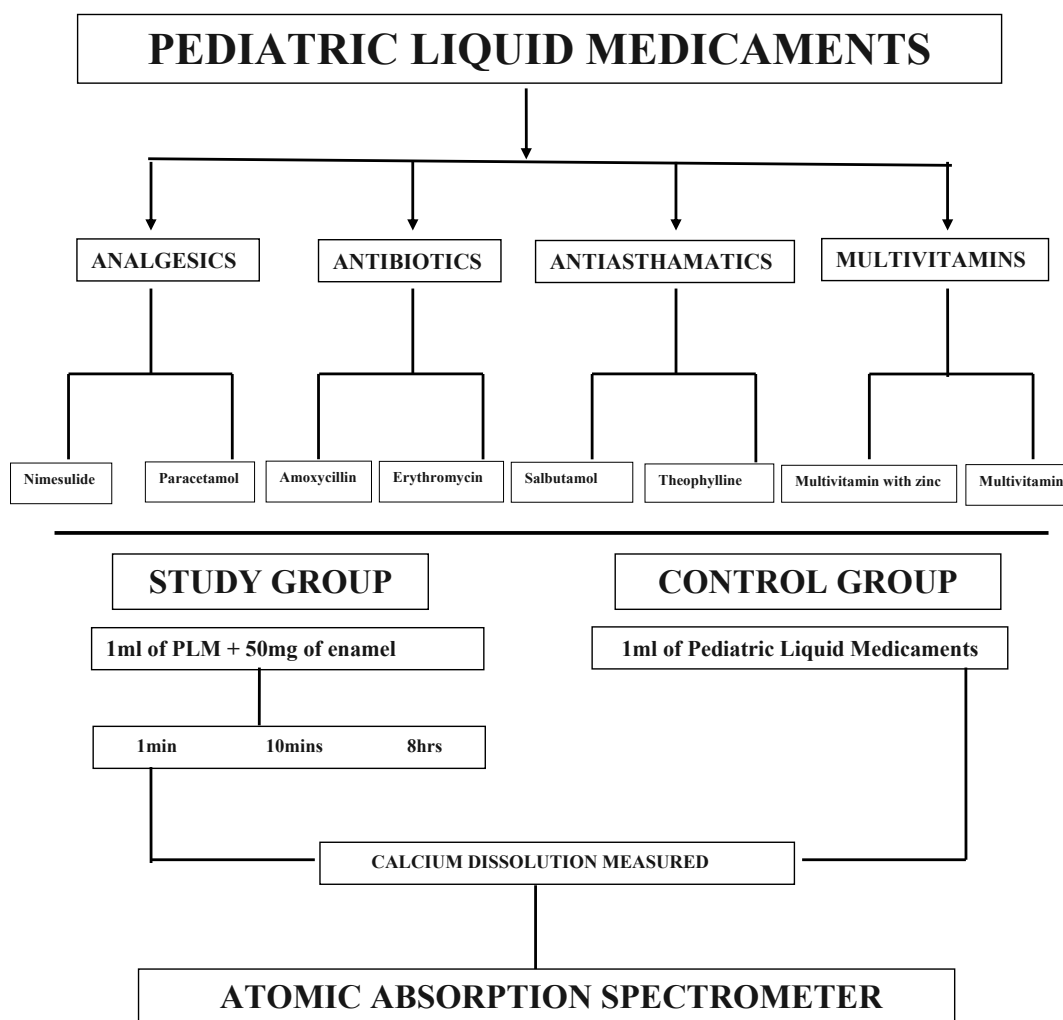 PEDIATRIC LIQUID MEDICAMENTS
ANALGESICS
ANTIBIOTICS
ANTIASTHAMATICS
MULTIVITAMINS
Nimesulide
Paracetamol
Amoxycillin
Erythromycin
Salbutamol
Theophylline
Multivitamin with zinc
Multivitamin
STUDY GROUP
CONTROL GROUP
1ml of PLM + 50mg of enamel
1ml of Pediatric Liquid Medicaments
1min 10mins 8hrs
CALCIUM DISSOLUTION MEASURED
ATOMIC ABSORPTION SPECTROMETER